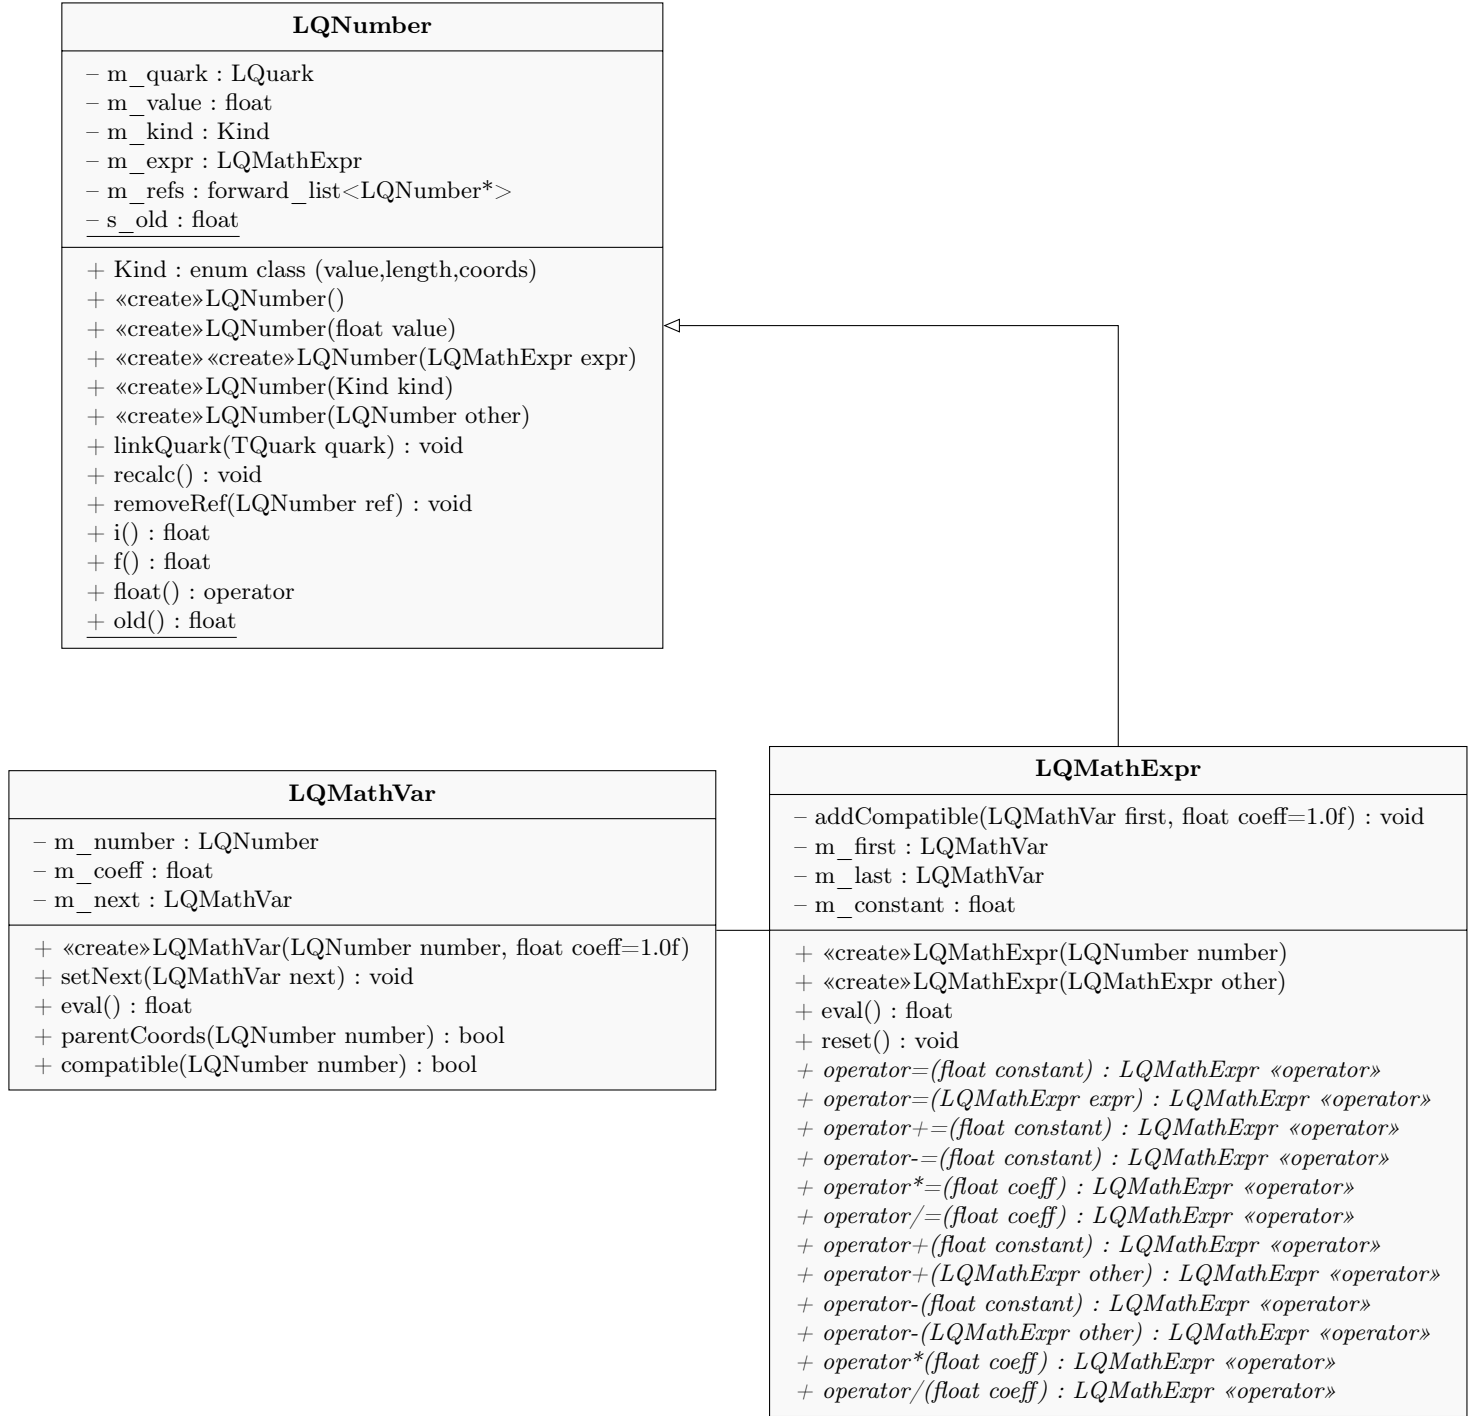 LQNumber
– m_quark : LQuark
– m_value : float
– m_kind : Kind
– m_expr : LQMathExpr
– m_refs : forward_list<LQNumber*>
– s_old : float
+ Kind : enum class (value,length,coords)
+ «create»LQNumber()
+ «create»LQNumber(float value)
+ «create»«create»LQNumber(LQMathExpr expr)
+ «create»LQNumber(Kind kind)
+ «create»LQNumber(LQNumber other)
+ linkQuark(TQuark quark) : void
+ recalc() : void
+ removeRef(LQNumber ref) : void
+ i() : float
+ f() : float
+ float() : operator
+ old() : float
LQMathVar
– m_number : LQNumber
– m_coeff : float
– m_next : LQMathVar
+ «create»LQMathVar(LQNumber number, float coeff=1.0f)
+ setNext(LQMathVar next) : void
+ eval() : float
+ parentCoords(LQNumber number) : bool
+ compatible(LQNumber number) : bool
LQMathExpr
– addCompatible(LQMathVar first, float coeff=1.0f) : void
– m_first : LQMathVar
– m_last : LQMathVar
– m_constant : float
+ «create»LQMathExpr(LQNumber number)
+ «create»LQMathExpr(LQMathExpr other)
+ eval() : float
+ reset() : void
+ operator=(float constant) : LQMathExpr «operator»
+ operator=(LQMathExpr expr) : LQMathExpr «operator»
+ operator+=(float constant) : LQMathExpr «operator»
+ operator-=(float constant) : LQMathExpr «operator»
+ operator*=(float coeff) : LQMathExpr «operator»
+ operator/=(float coeff) : LQMathExpr «operator»
+ operator+(float constant) : LQMathExpr «operator»
+ operator+(LQMathExpr other) : LQMathExpr «operator»
+ operator-(float constant) : LQMathExpr «operator»
+ operator-(LQMathExpr other) : LQMathExpr «operator»
+ operator*(float coeff) : LQMathExpr «operator»
+ operator/(float coeff) : LQMathExpr «operator»